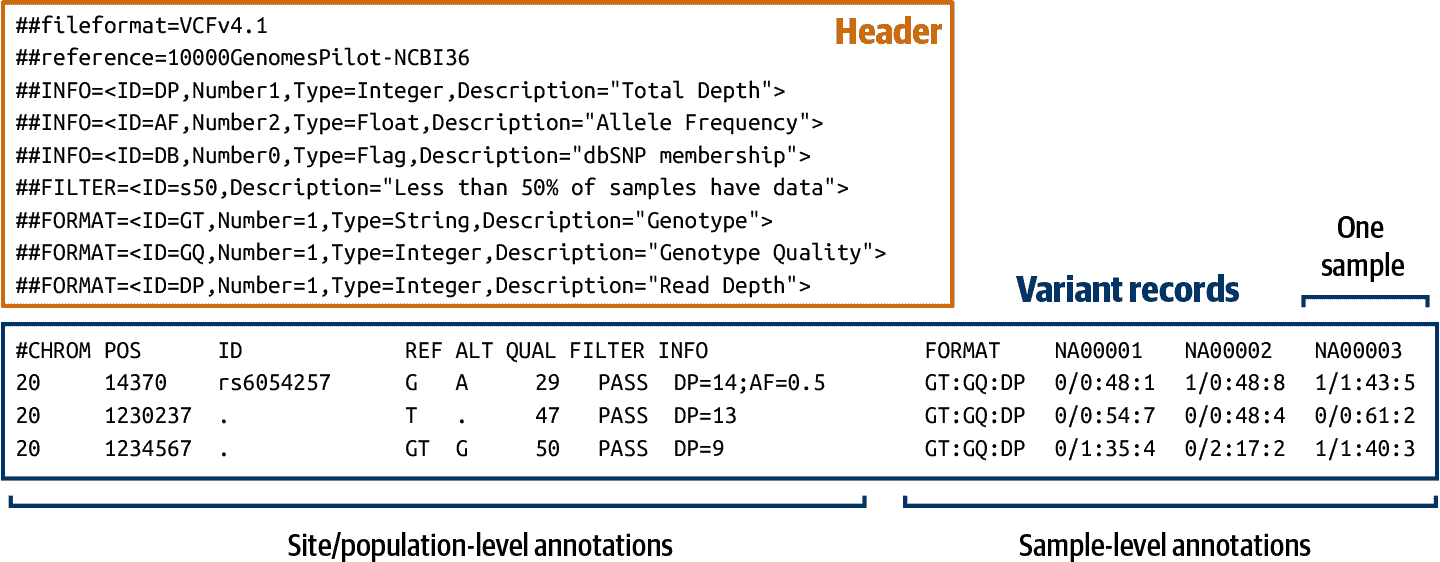 ##fileformat=VCFv4.1
Header
##reference=10000GenomesPilot-NCBI36
##INFO=<ID=DP,Number1,Type=Integer,Description="Total Depth">
##INFO=<ID=AF,Number2,Type=Float,Description="Allele Frequency">
##INFO=<ID=DB,Number0,Type=Flag,Description="dbSNP membership">
##FILTER=<ID=s50,Description="Less than 50% of samples have data">
##FORMAT=<ID=GT,Number=1,Type=String,Description="Genotype">
##FORMAT=<ID=GQ,Number=1,Type=Integer,Description="Genotype Quality">
##FORMAT=<ID=DP,Number=1,Type=Integer,Description="Read Depth">
One
sample
Variant records
#CHROM POS ID REF ALT QUAL FILTER INFO FORMAT NA00001 NA00002 NA00003
20 14370 rs6054257 G A 29 PASS DP=14;AF=0.5 GT:GQ:DP 0/0:48:1 1/0:48:8 1/1:43:5
20 1230237 . T . 47 PASS DP=13 GT:GQ:DP 0/0:54:7 0/0:48:4 0/0:61:2
20 1234567 . GT G 50 PASS DP=9 GT:GQ:DP 0/1:35:4 0/2:17:2 1/1:40:3
Site/population-level annotations
Sample-level annotations